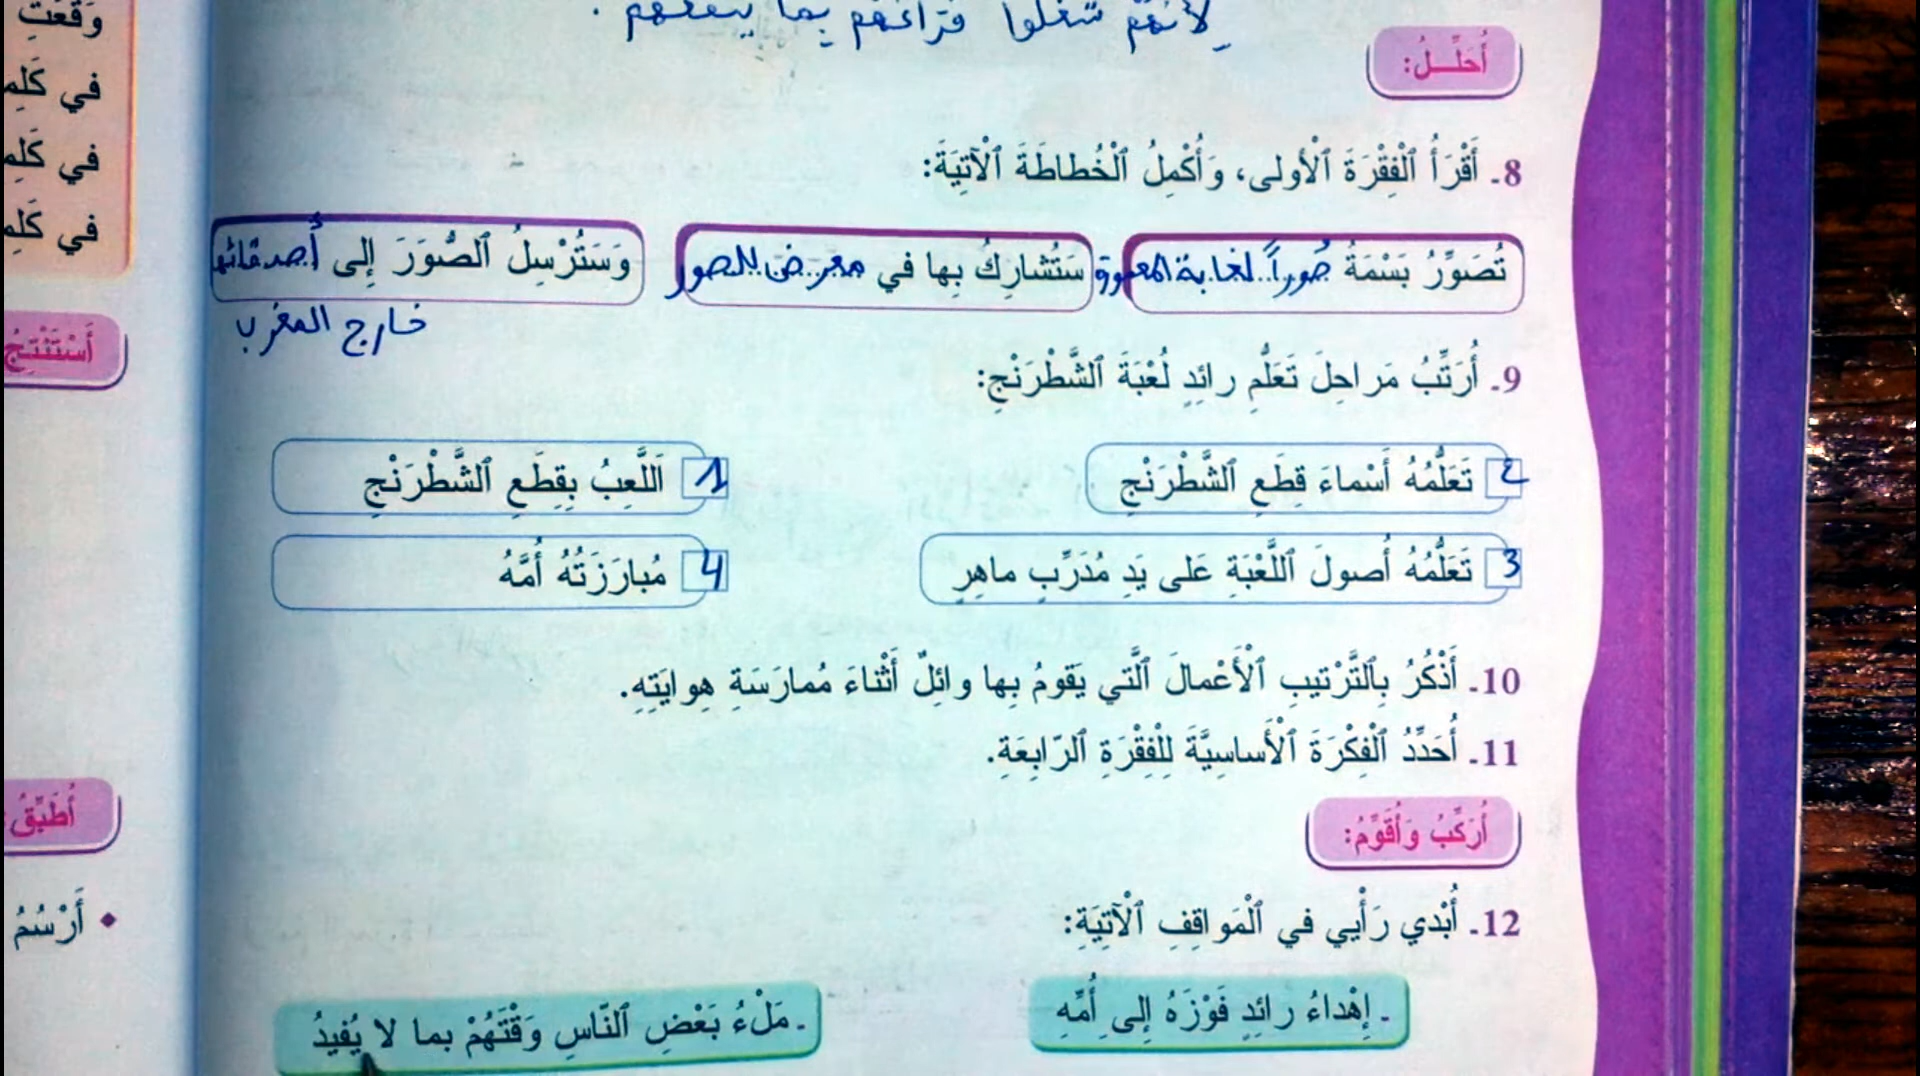 لِأَنَّهُمْ شغلوا فراغهم بما ينفعهم .
أُحَلِّلُ:
8. أَقْرَأُ ٱلْفِقْرَةَ ٱلْأولى، وَأُكْمِلُ ٱلْخُطاطَةَ ٱلْآتِيَةَ:
تُصَوِّرُ بَسْمَةُ صوراً..لغابة المعمورة
سَتُشارِكُ بِها في معرض للصور
وَسَتُرْسِلُ ٱلصُّوَرَ إِلى أصدقائها
خارج المغرب
9. أُرَتِّبُ مَراحِلَ تَعَلُّمِ رائِدٍ لُعْبَةَ ٱلشَّطْرَنْجِ:
2 تَعَلُّمُهُ أَسْماءَ قِطَعِ ٱلشَّطْرَنْجِ
1 اَللَّعِبُ بِقِطَعِ ٱلشَّطْرَنْجِ
3 تَعَلُّمُهُ أُصولَ ٱللُّعْبَةِ عَلى يَدِ مُدَرِّبٍ ماهِرٍ
4 مُبارَزَتُهُ أُمَّهُ
10. أَذْكُرُ بِٱلتَّرْتيبِ ٱلْأَعْمالَ ٱلَّتي يَقومُ بِها وائِلٌ أَثْناءَ مُمارَسَةِ هِوايَتِهِ.
11. أُحَدِّدُ ٱلْفِكْرَةَ ٱلْأَساسِيَّةَ لِلْفِقْرَةِ ٱلرّابِعَةِ.
أُرَكِّبُ وَأُقَوِّمُ:
12. أُبْدي رَأْيي في ٱلْمَواقِفِ ٱلْآتِيَةِ:
. إِهْداءُ رائِدٍ فَوْزَهُ إِلى أُمِّهِ
. مَلْءُ بَعْضِ ٱلنّاسِ وَقْتَهُمْ بما لا يُفيدُ
وَقَعَتْ
في كَلِمَ
في كَلِمَ
في كَلِمَ
أَسْتَنْتِجُ
أُطَبِّقُ
• أَرْسُمُ